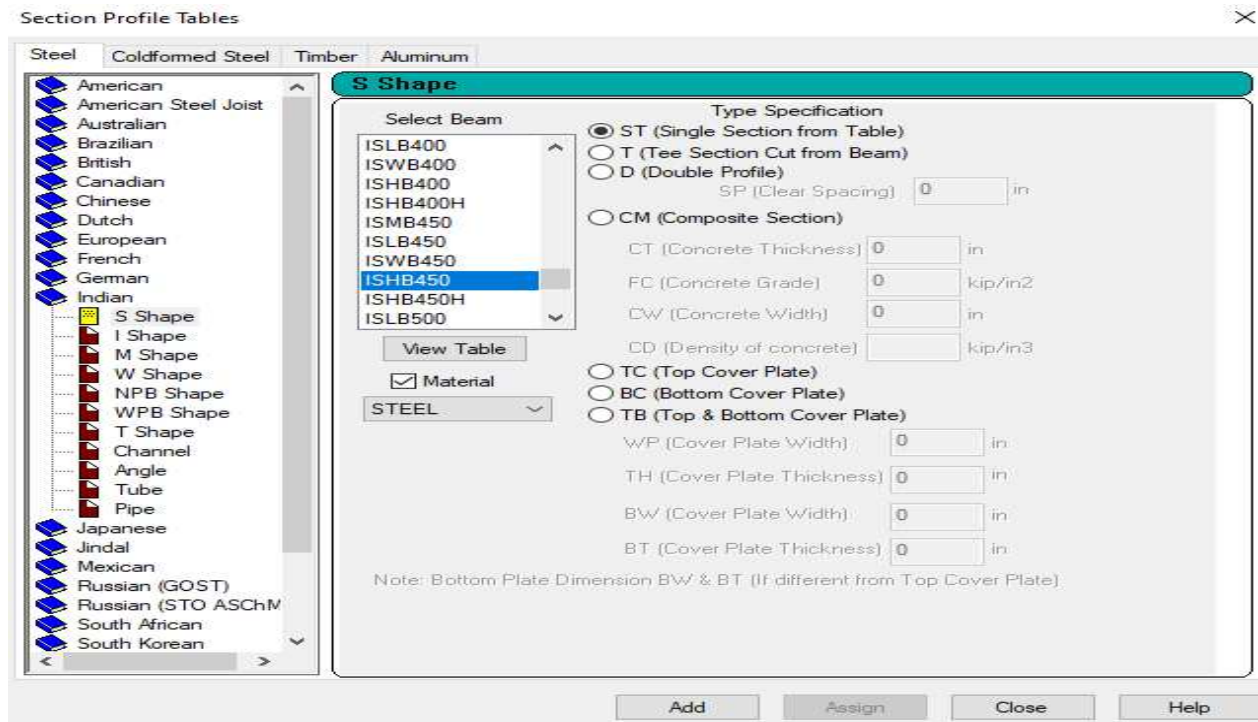 Section Profile Tables
Steel
Coldformed Steel
Timber
Aluminum
American
American Steel Joist
Australian
Brazilian
British
Canadian
Chinese
Dutch
European
French
German
Indian
S Shape
I Shape
M Shape
W Shape
NPB Shape
WPB Shape
T Shape
Channel
Angle
Tube
Pipe
Japanese
Jindal
Mexican
Russian (GOST)
Russian (STO ASChM
South African
South Korean
S Shape
Select Beam
ISLB400
ISWB400
ISHB400
ISHB400H
ISMB450
ISLB450
ISWB450
ISHB450
ISHB450H
ISLB500
View Table
Material
STEEL
Type Specification
ST (Single Section from Table)
T (Tee Section Cut from Beam)
D (Double Profile)
SP (Clear Spacing) 0 in
CM (Composite Section)
CT (Concrete Thickness) 0 in
FC (Concrete Grade) 0 kip/in2
CW (Concrete Width) 0 in
CD (Density of concrete) kip/in3
TC (Top Cover Plate)
BC (Bottom Cover Plate)
TB (Top & Bottom Cover Plate)
WP (Cover Plate Width) 0 in
TH (Cover Plate Thickness) 0 in
BW (Cover Plate Width) 0 in
BT (Cover Plate Thickness) 0 in
Note: Bottom Plate Dimension BW & BT (If different from Top Cover Plate)
Add
Assign
Close
Help